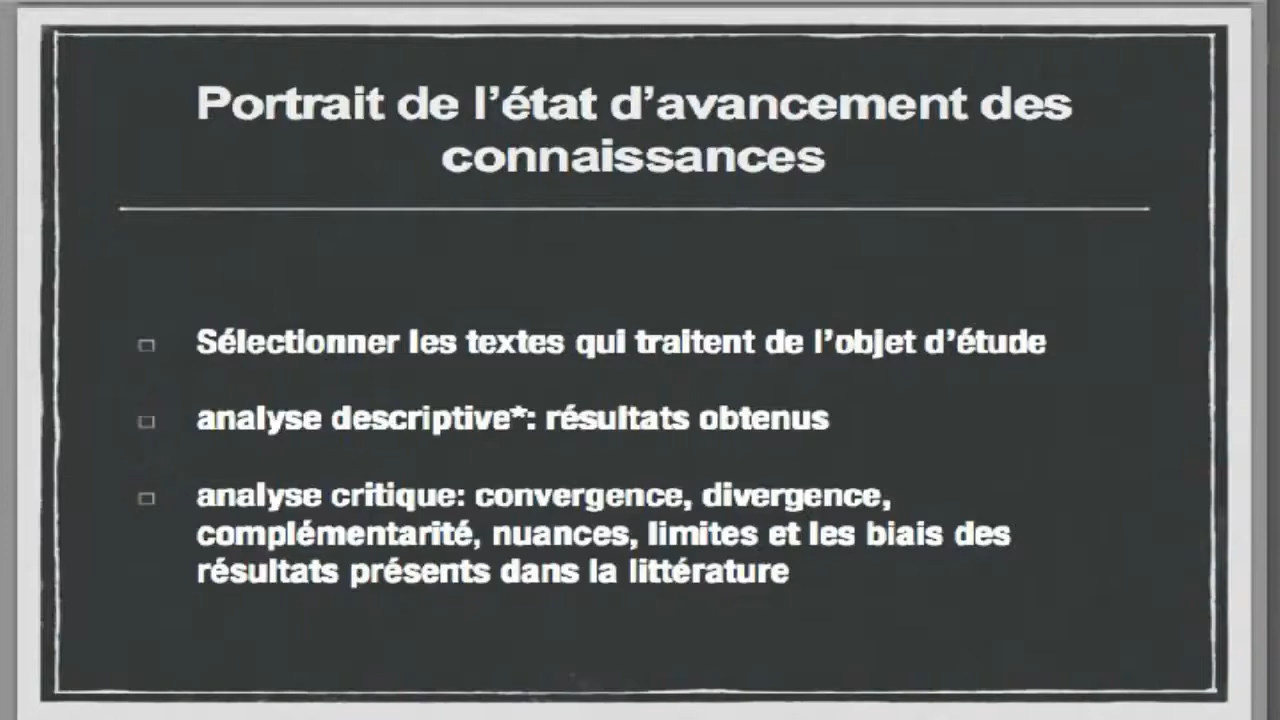 Portrait de l’état d’avancement des
connaissances
Sélectionner les textes qui traitent de l’objet d’étude
analyse descriptive*: résultats obtenus
analyse critique: convergence, divergence,
complémentarité, nuances, limites et les biais des
résultats présents dans la littérature